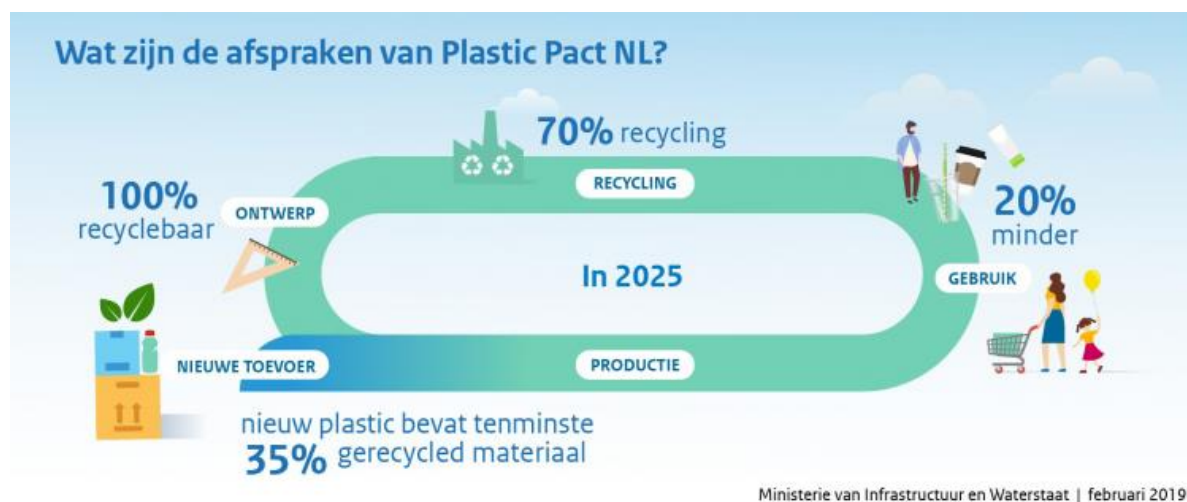 Wat zijn de afspraken van Plastic Pact NL?
70% recycling
RECYCLING
100%
recyclebaar
ONTWERP
20%
minder
In 2025
GEBRUIK
NIEUWE TOEVOER
PRODUCTIE
nieuw plastic bevat tenminste
35% gerecycled materiaal
Ministerie van Infrastructuur en Waterstaat | februari 2019